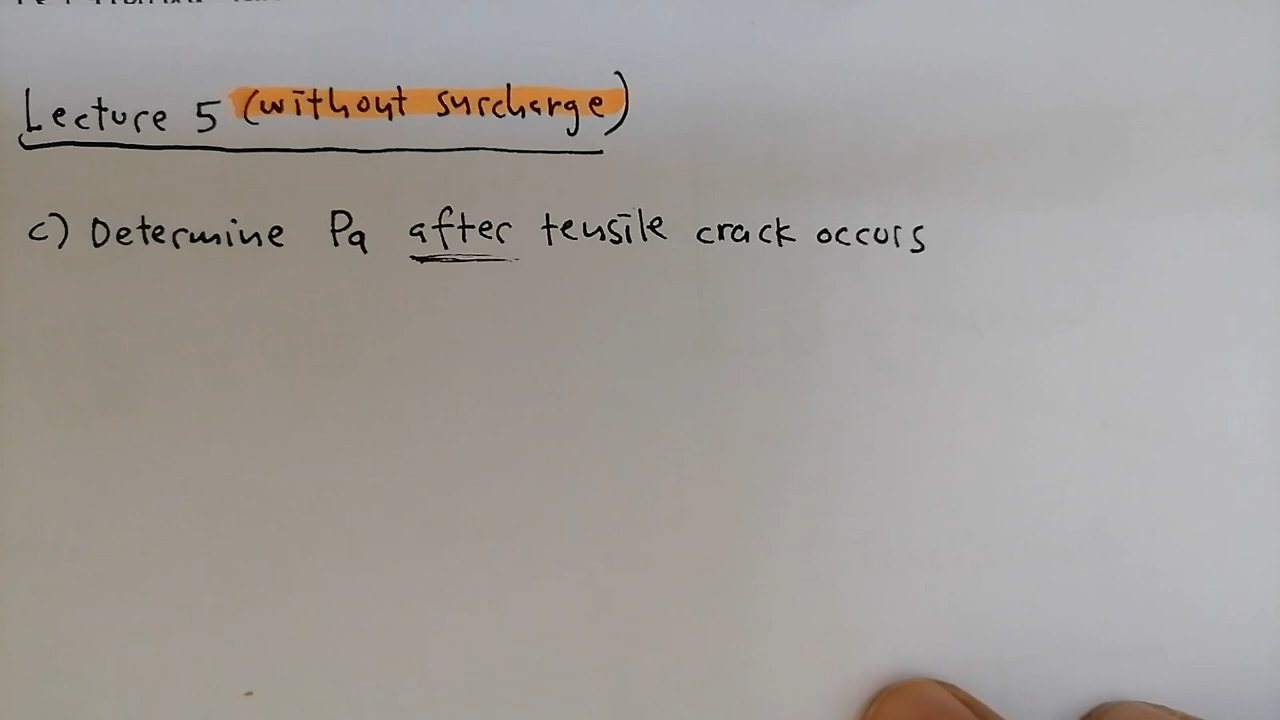 Lecture 5 (without surcharge)
c) Determine Pa after tensile crack occurs